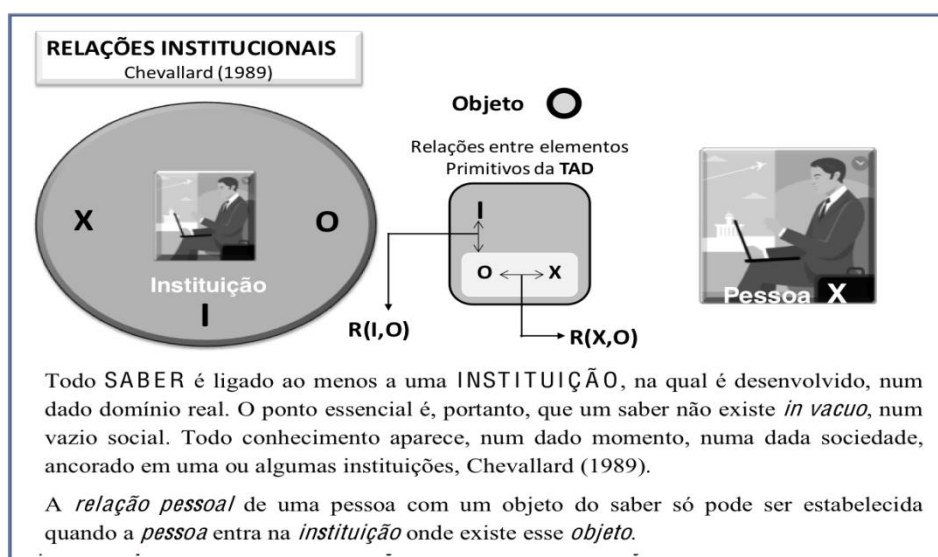 RELAÇÕES INSTITUCIONAIS
Chevallard (1989)
Objeto
Relações entre elementos
Primitivos da TAD
X
O
Instituição
I
I
O
X
R(I,O)
R(X,O)
Pessoa X
Todo SABER é ligado ao menos a uma INSTITUIÇÃO, na qual é desenvolvido, num
dado domínio real. O ponto essencial é, portanto, que um saber não existe in vacuo, num
vazio social. Todo conhecimento aparece, num dado momento, numa dada sociedade,
ancorado em uma ou algumas instituições, Chevallard (1989).
A relação pessoal de uma pessoa com um objeto do saber só pode ser estabelecida
quando a pessoa entra na instituição onde existe esse objeto.